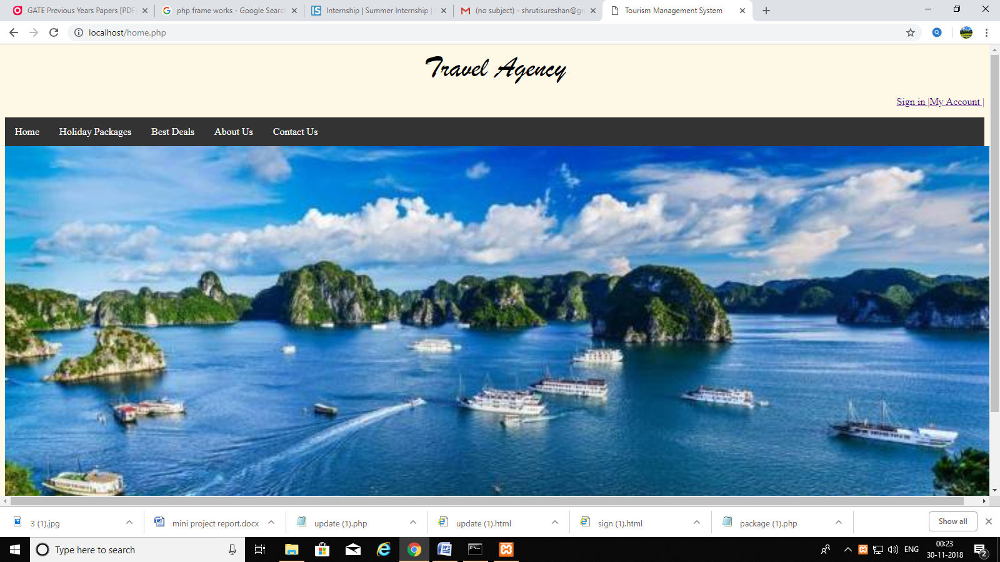 GATE Previous Years Papers [PDF
php frame works - Google Search
Internship | Summer Internship |
(no subject) - shrutisureshan@gm
Tourism Management System
localhost/home.php
Travel Agency
Sign in |My Account |
Home Holiday Packages Best Deals About Us Contact Us
3 (1).jpg
mini project report.docx
update (1).php
update (1).html
sign (1).html
package (1).php
Show all
Type here to search
ENG
00:23
30-11-2018
2